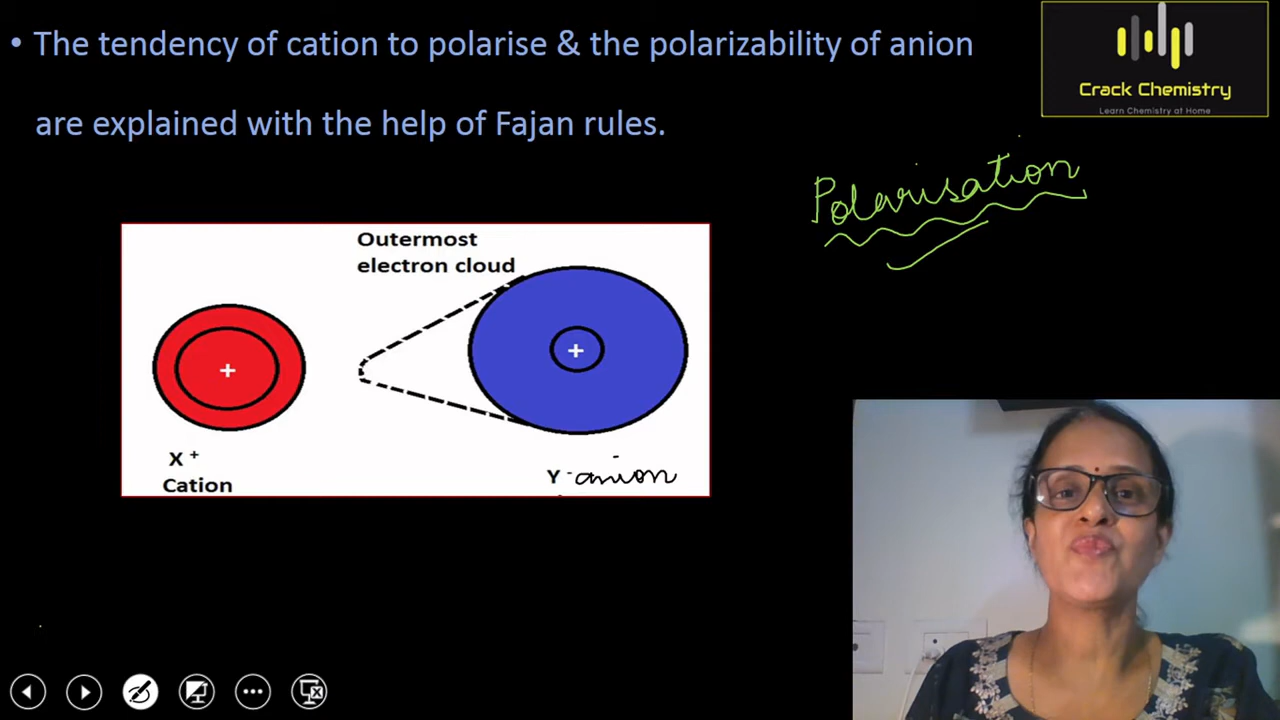 • The tendency of cation to polarise & the polarizability of anion
are explained with the help of Fajan rules.
Crack Chemistry
Learn Chemistry at Home
Polarisation
Outermost
electron cloud
+
+
X +
Cation
Y - anion